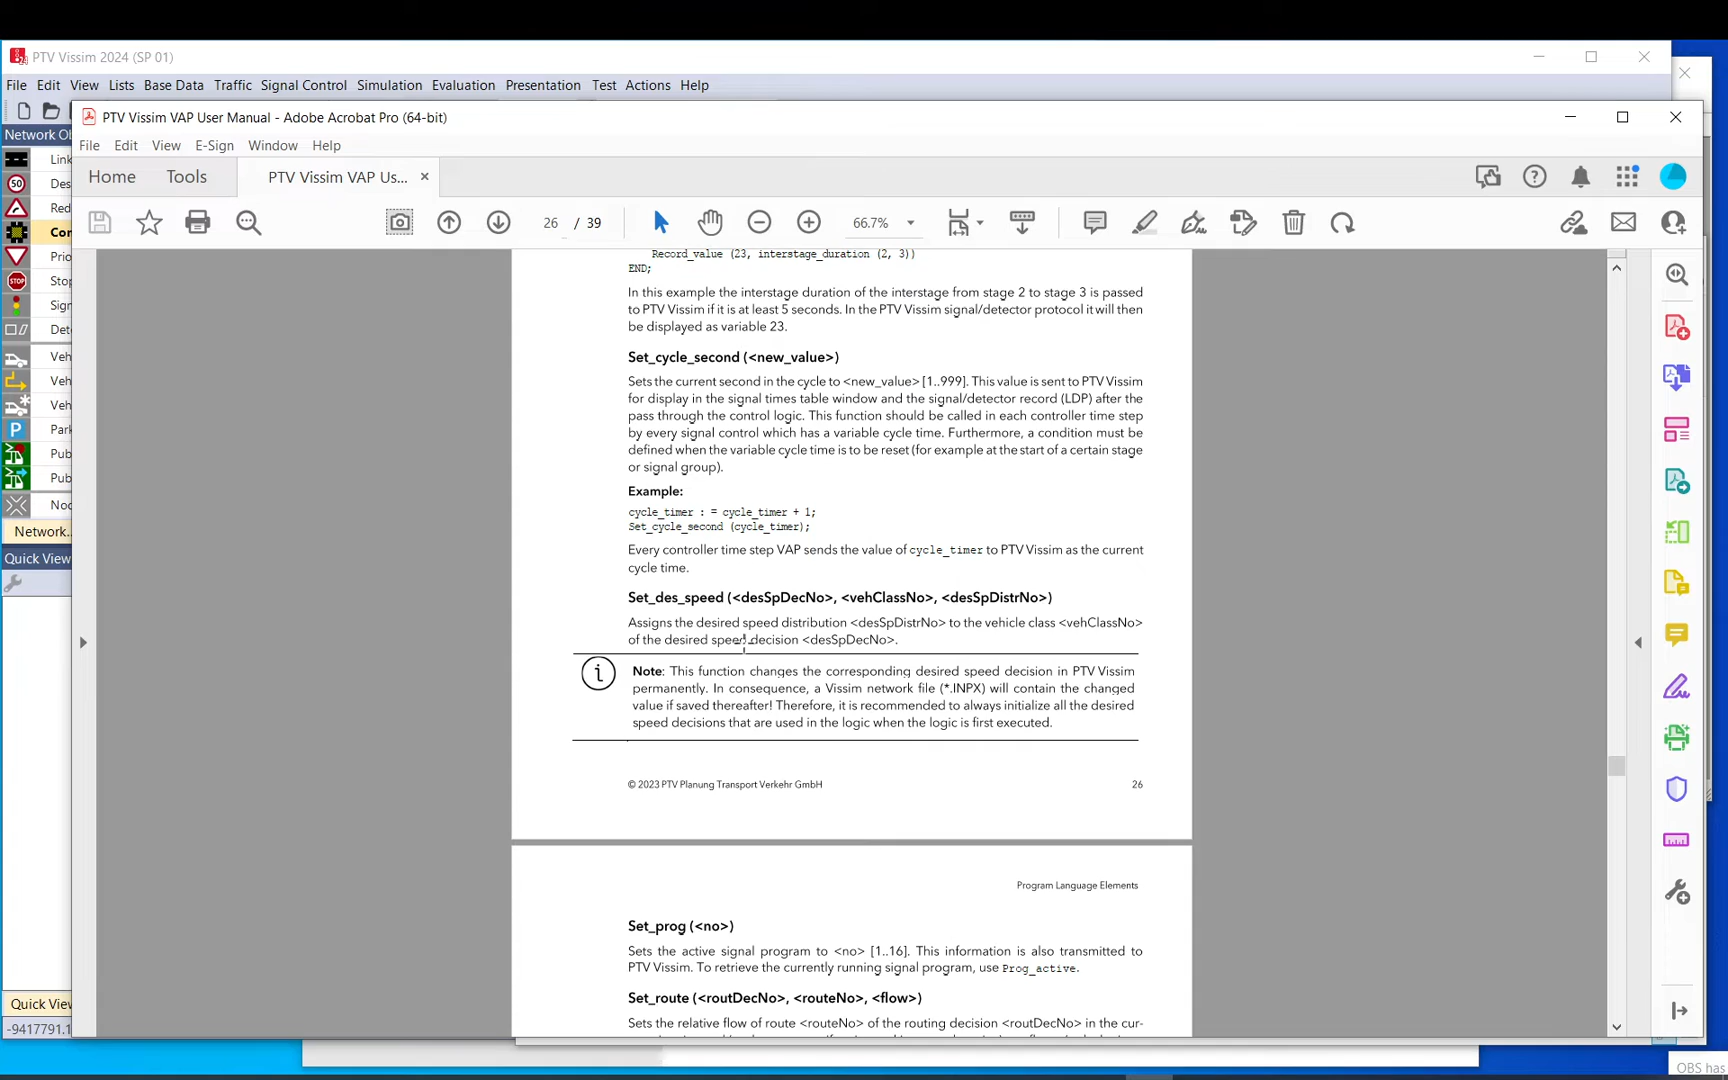 PTV Vissim 2024 (SP 01)
File Edit View Lists Base Data Traffic Signal Control Simulation Evaluation Presentation Test Actions Help
Network Ob
PTV Vissim VAP User Manual - Adobe Acrobat Pro (64-bit)
File Edit View E-Sign Window Help
Home Tools PTV Vissim VAP Us...
26 / 39 66.7%
Link
Des
Red
Con
Prio
Stop
Sign
Dete
Veh
Veh
Veh
Park
Pub
Pub
Nod
Network...
Quick View
Quick View
-9417791.1
Record_value (23, interstage_duration (2, 3))
END;
In this example the interstage duration of the interstage from stage 2 to stage 3 is passed
to PTV Vissim if it is at least 5 seconds. In the PTV Vissim signal/detector protocol it will then
be displayed as variable 23.
Set_cycle_second (<new_value>)
Sets the current second in the cycle to <new_value> [1..999]. This value is sent to PTV Vissim
for display in the signal times table window and the signal/detector record (LDP) after the
pass through the control logic. This function should be called in each controller time step
by every signal control which has a variable cycle time. Furthermore, a condition must be
defined when the variable cycle time is to be reset (for example at the start of a certain stage
or signal group).
Example:
cycle_timer : = cycle_timer + 1;
Set_cycle_second (cycle_timer);
Every controller time step VAP sends the value of cycle_timer to PTV Vissim as the current
cycle time.
Set_des_speed (<desSpDecNo>, <vehClassNo>, <desSpDistrNo>)
Assigns the desired speed distribution <desSpDistrNo> to the vehicle class <vehClassNo>
of the desired speed decision <desSpDecNo>.
Note: This function changes the corresponding desired speed decision in PTV Vissim
permanently. In consequence, a Vissim network file (*.INPX) will contain the changed
value if saved thereafter! Therefore, it is recommended to always initialize all the desired
speed decisions that are used in the logic when the logic is first executed.
© 2023 PTV Planung Transport Verkehr GmbH 26
Program Language Elements
Set_prog (<no>)
Sets the active signal program to <no> [1..16]. This information is also transmitted to
PTV Vissim. To retrieve the currently running signal program, use Prog_active.
Set_route (<routDecNo>, <routeNo>, <flow>)
Sets the relative flow of route <routeNo> of the routing decision <routDecNo> in the cur-
OBS has